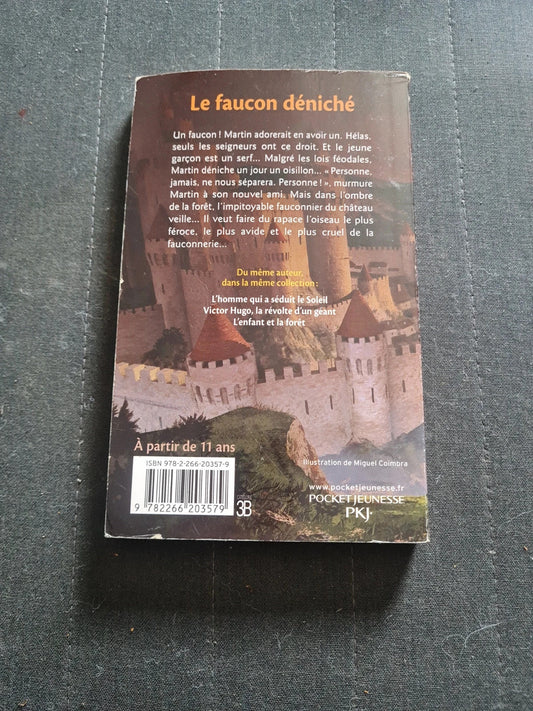 Le faucon déniché
Un faucon ! Martin adorerait en avoir un. Hélas,
seuls les seigneurs ont ce droit. Et le jeune
garçon est un serf... Malgré les lois féodales,
Martin déniche un jour un oisillon... « Personne,
jamais, ne nous séparera. Personne ! », murmure
Martin à son nouvel ami. Mais dans l'ombre
de la forêt, l'impitoyable fauconnier du château
veille... Il veut faire du rapace l'oiseau le plus
féroce, le plus avide et le plus cruel de la
fauconnerie...
Du même auteur,
dans la même collection :
L'homme qui a séduit le Soleil
Victor Hugo, la révolte d'un géant
L'enfant et la forêt
À partir de 11 ans
Illustration de Miguel Coimbra
ISBN 978-2-266-20357-9
9 782266 203579
catégorie
3B
www.pocketjeunesse.fr
POCKET JEUNESSE
PKJ·